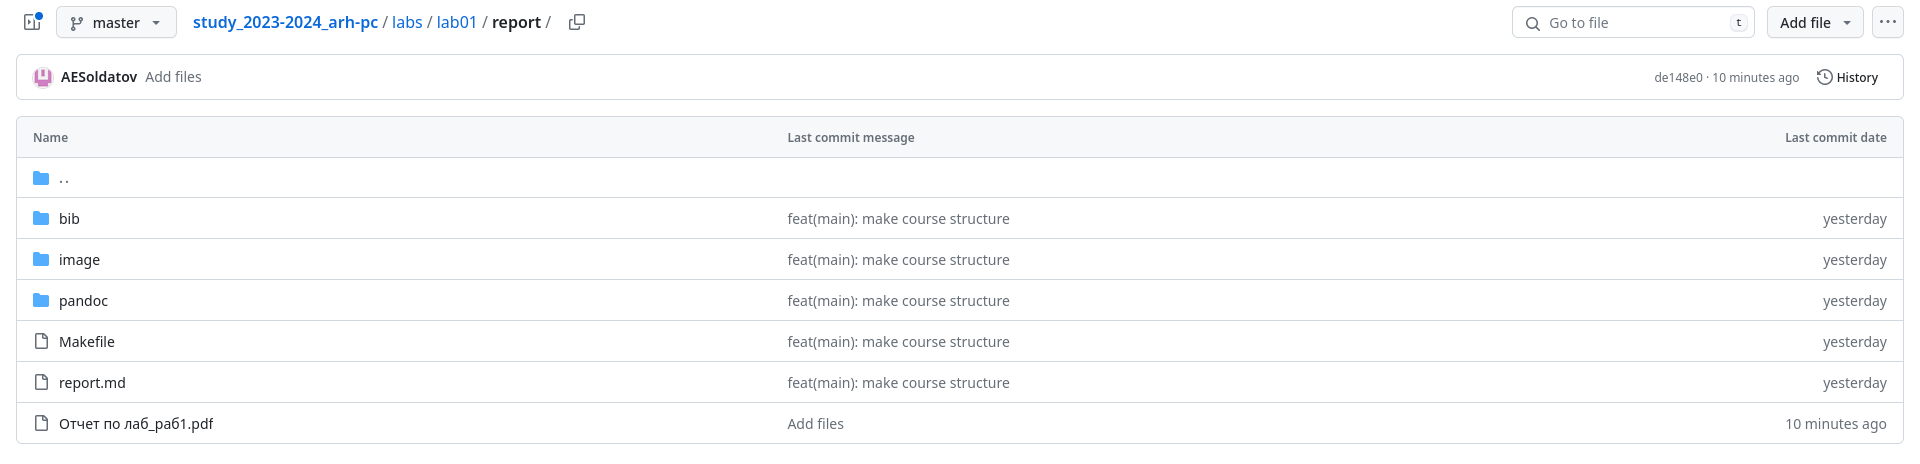 master study_2023-2024_arh-pc / labs / lab01 / report / Go to file t Add file
AESoldatov Add files de148e0 · 10 minutes ago History
Name Last commit message Last commit date
..
bib feat(main): make course structure yesterday
image feat(main): make course structure yesterday
pandoc feat(main): make course structure yesterday
Makefile feat(main): make course structure yesterday
report.md feat(main): make course structure yesterday
Отчет по лаб_раб1.pdf Add files 10 minutes ago